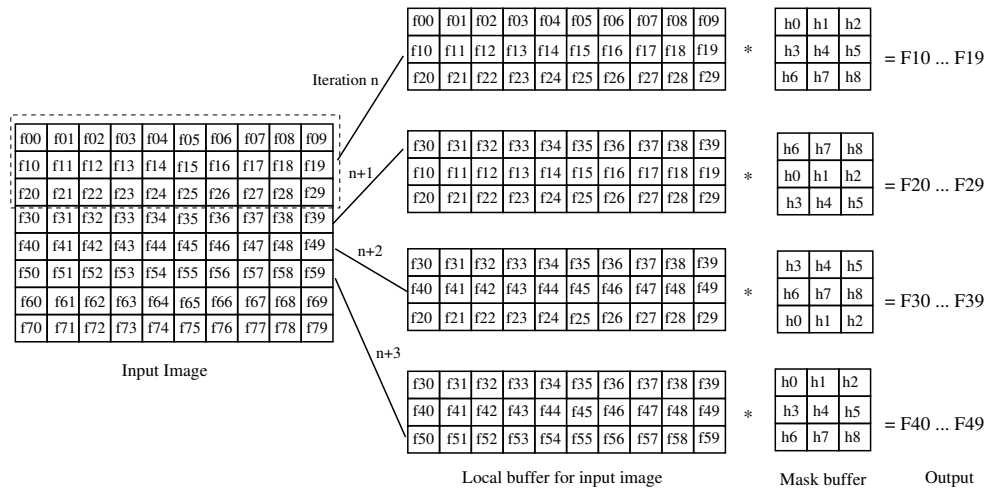 f00 f01 f02 f03 f04 f05 f06 f07 f08 f09
f10 f11 f12 f13 f14 f15 f16 f17 f18 f19
f20 f21 f22 f23 f24 f25 f26 f27 f28 f29
f30 f31 f32 f33 f34 f35 f36 f37 f38 f39
f40 f41 f42 f43 f44 f45 f46 f47 f48 f49
f50 f51 f52 f53 f54 f55 f56 f57 f58 f59
f60 f61 f62 f63 f64 f65 f66 f67 f68 f69
f70 f71 f72 f73 f74 f75 f76 f77 f78 f79
Input Image
Iteration n
f00 f01 f02 f03 f04 f05 f06 f07 f08 f09
f10 f11 f12 f13 f14 f15 f16 f17 f18 f19
f20 f21 f22 f23 f24 f25 f26 f27 f28 f29
*
h0 h1 h2
h3 h4 h5
h6 h7 h8
= F10 ... F19
n+1
f30 f31 f32 f33 f34 f35 f36 f37 f38 f39
f10 f11 f12 f13 f14 f15 f16 f17 f18 f19
f20 f21 f22 f23 f24 f25 f26 f27 f28 f29
*
h6 h7 h8
h0 h1 h2
h3 h4 h5
= F20 ... F29
n+2
f30 f31 f32 f33 f34 f35 f36 f37 f38 f39
f40 f41 f42 f43 f44 f45 f46 f47 f48 f49
f20 f21 f22 f23 f24 f25 f26 f27 f28 f29
*
h3 h4 h5
h6 h7 h8
h0 h1 h2
= F30 ... F39
n+3
f30 f31 f32 f33 f34 f35 f36 f37 f38 f39
f40 f41 f42 f43 f44 f45 f46 f47 f48 f49
f50 f51 f52 f53 f54 f55 f56 f57 f58 f59
*
h0 h1 h2
h3 h4 h5
h6 h7 h8
= F40 ... F49
Local buffer for input image
Mask buffer
Output